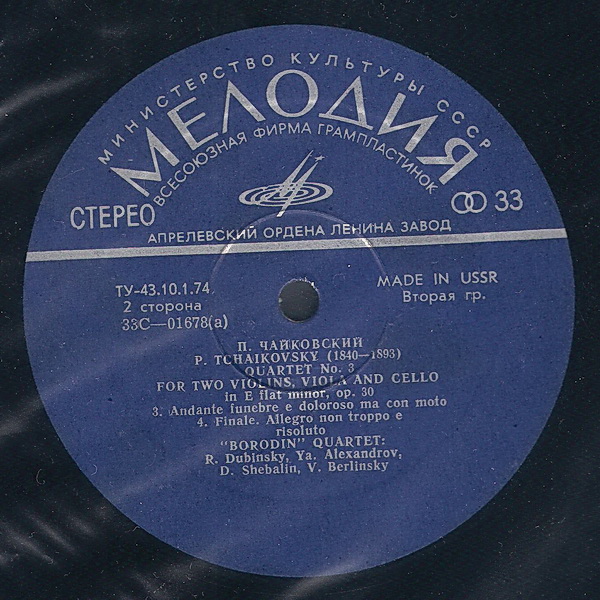 МИНИСТЕРСТВО КУЛЬТУРЫ СССР
МЕЛОДИЯ
ВСЕСОЮЗНАЯ ФИРМА ГРАМПЛАСТИНОК
СТЕРЕО
33
АПРЕЛЕВСКИЙ ОРДЕНА ЛЕНИНА ЗАВОД
ТУ-43.10.1.74
MADE IN USSR
2 сторона
Вторая гр.
33С—01678(а)
П. ЧАЙКОВСКИЙ
P. TCHAIKOVSKY (1840—1893)
QUARTET No. 3
FOR TWO VIOLINS, VIOLA AND CELLO
in E flat minor, op. 30
3. Andante funebre e doloroso ma con moto
4. Finale. Allegro non troppo e
risoluto
"BORODIN" QUARTET:
R. Dubinsky, Ya. Alexandrov,
D. Shebalin, V. Berlinsky